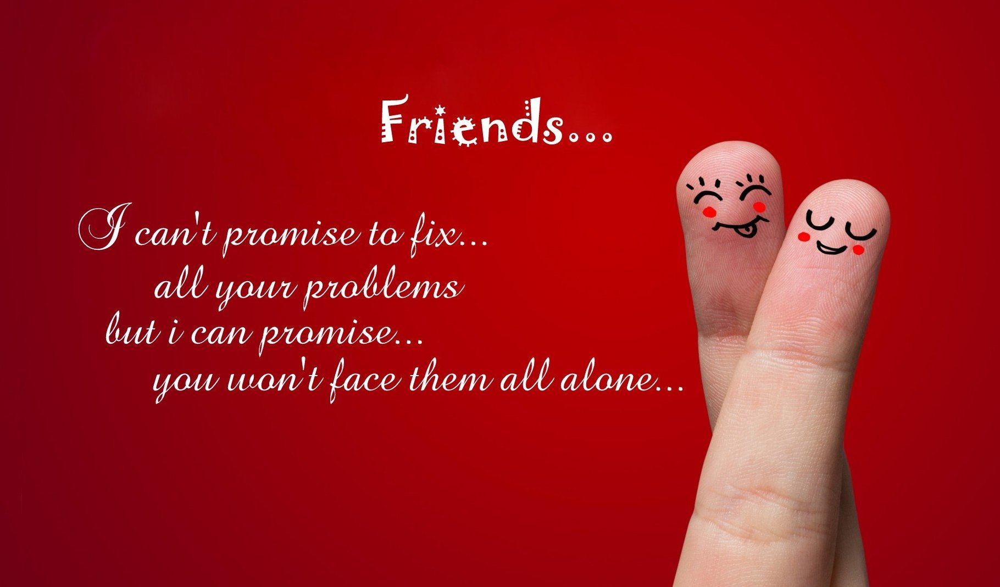 Friends...
I can't promise to fix...
all your problems
but i can promise...
you won't face them all alone...